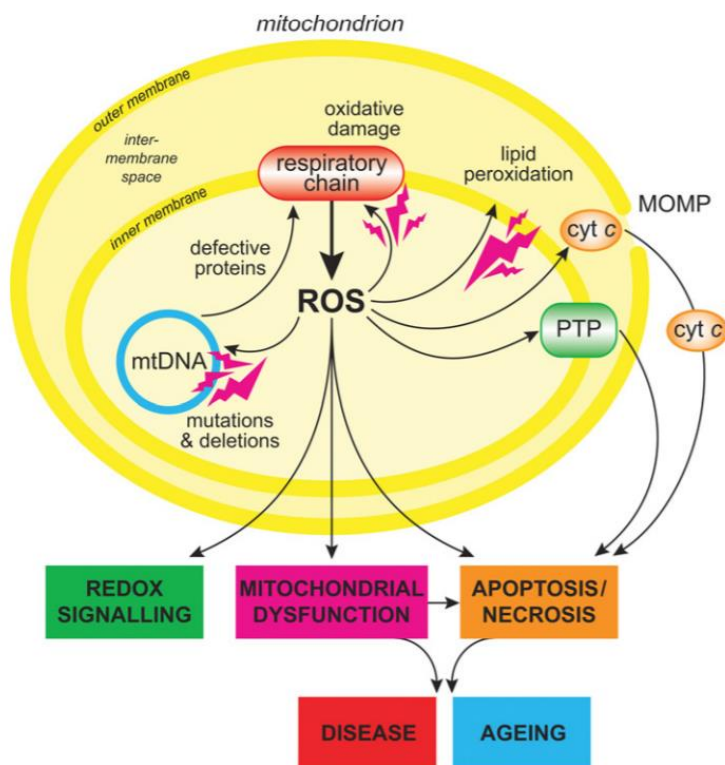 mitochondrion
outer membrane
inter-
membrane
space
inner membrane
oxidative
damage
respiratory
chain
lipid
peroxidation
MOMP
cyt c
defective
proteins
ROS
PTP
cyt c
mtDNA
mutations
& deletions
REDOX
SIGNALLING
MITOCHONDRIAL
DYSFUNCTION
APOPTOSIS/
NECROSIS
DISEASE
AGEING